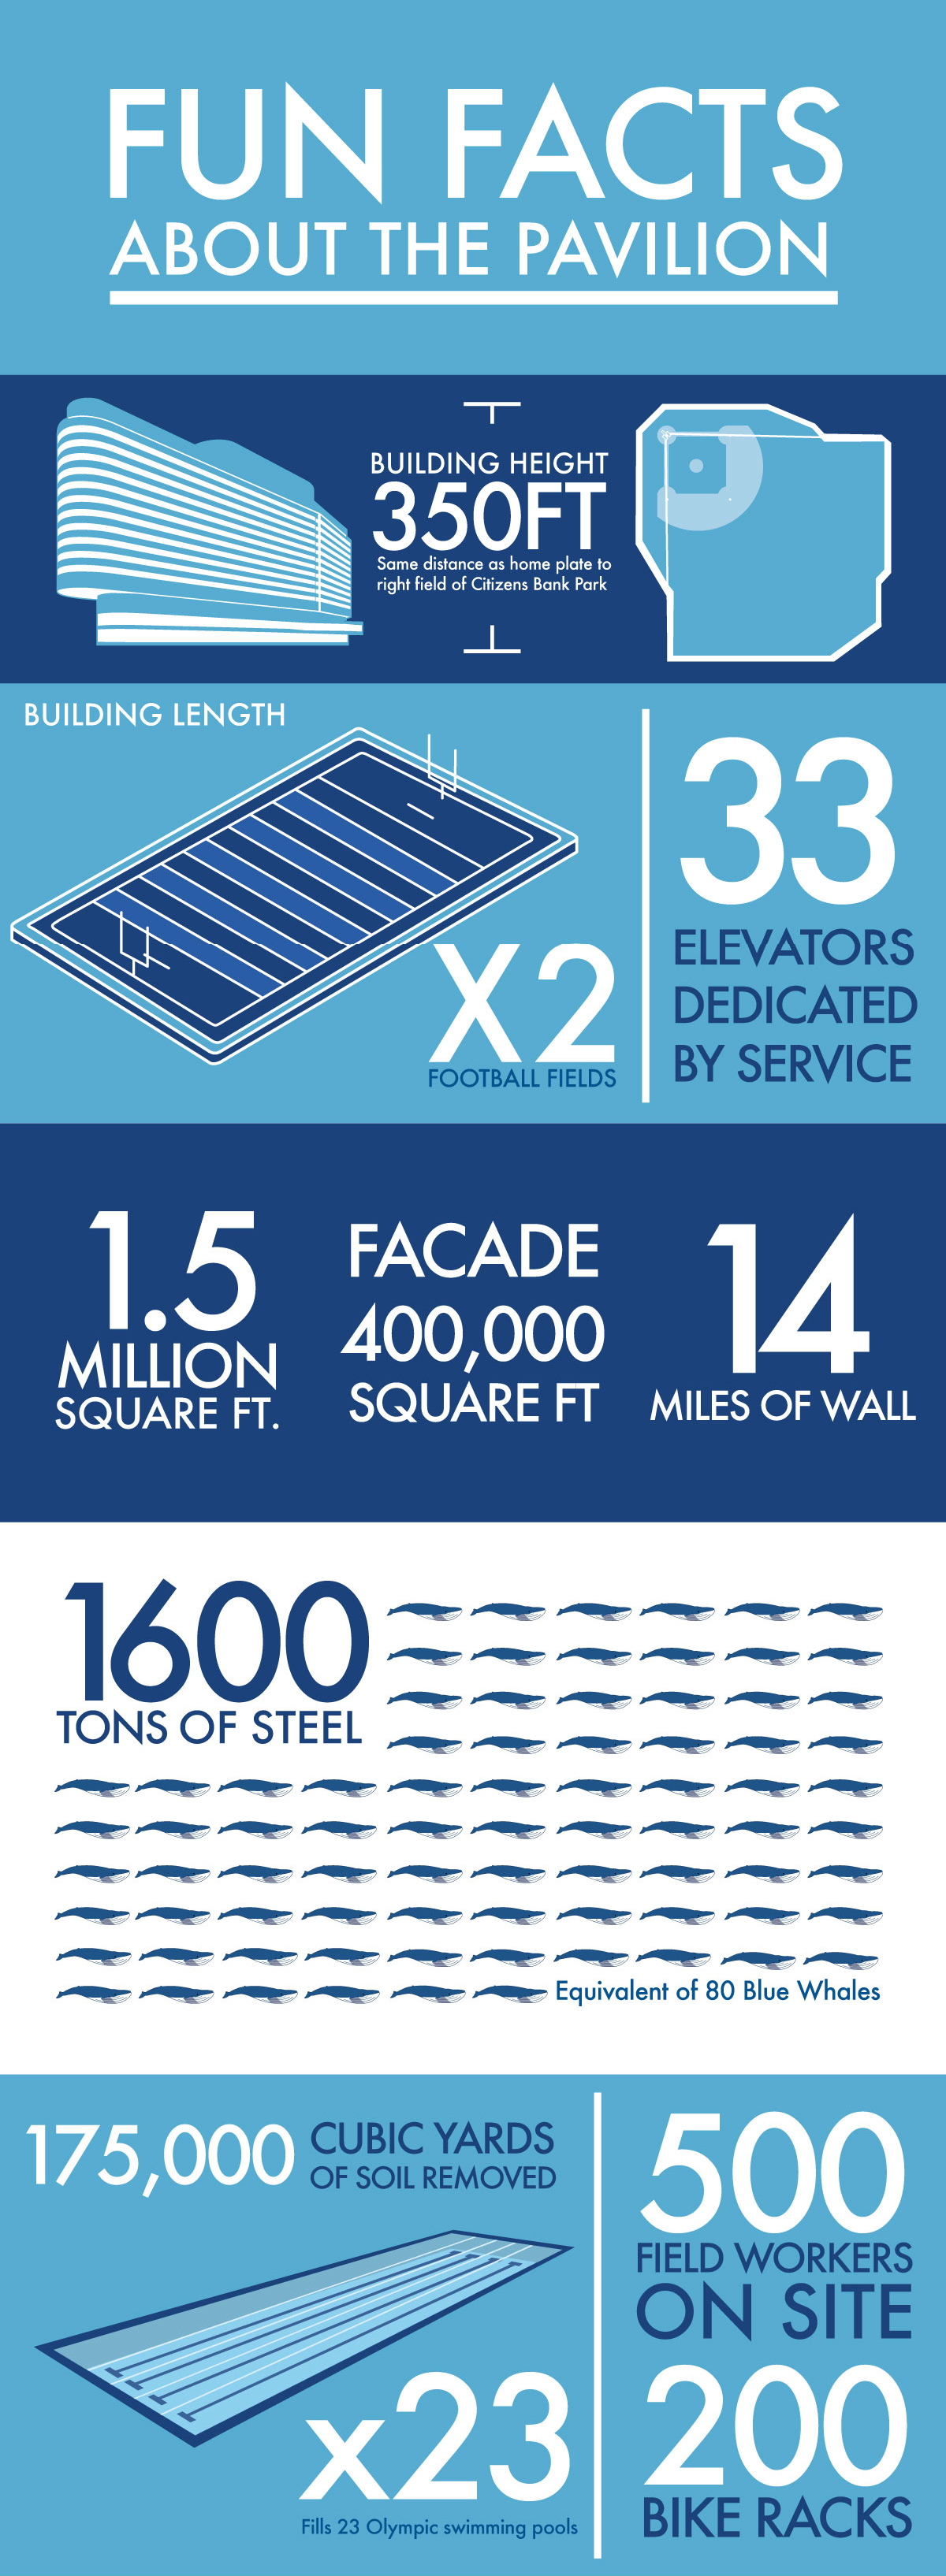 FUN FACTS
ABOUT THE PAVILION
BUILDING HEIGHT
350FT
Same distance as home plate to
right field of Citizens Bank Park
BUILDING LENGTH
X2
FOOTBALL FIELDS
33
ELEVATORS
DEDICATED
BY SERVICE
1.5
MILLION
SQUARE FT.
FACADE
400,000
SQUARE FT
14
MILES OF WALL
1600
TONS OF STEEL
Equivalent of 80 Blue Whales
175,000
CUBIC YARDS
OF SOIL REMOVED
x23
Fills 23 Olympic swimming pools
500
FIELD WORKERS
ON SITE
200
BIKE RACKS